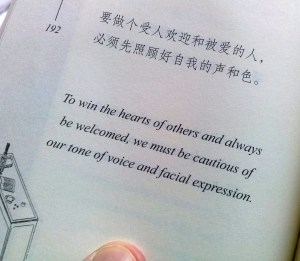 192
要做个受人欢迎和被爱的人，
必须先照顾好自我的声和色。
To win the hearts of others and always
be welcomed, we must be cautious of
our tone of voice and facial expression.